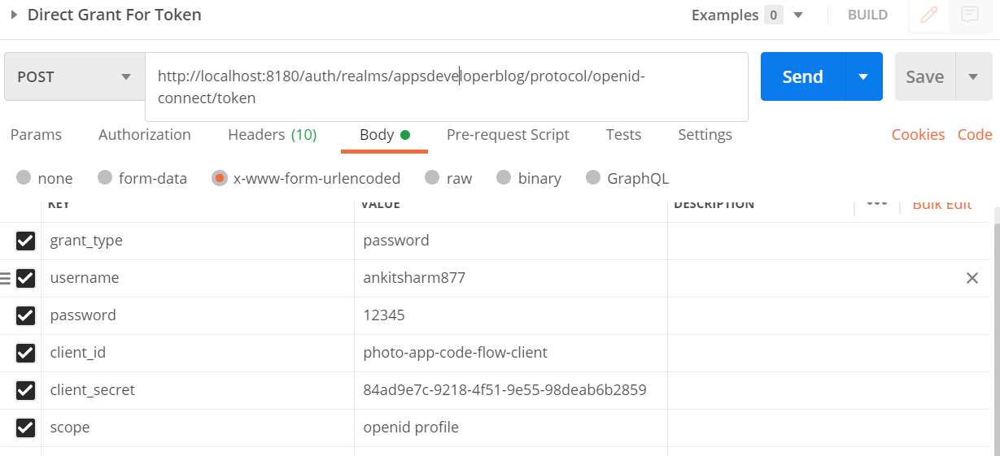 Direct Grant For Token Examples 0 BUILD
POST http://localhost:8180/auth/realms/appsdeveloperblog/protocol/openid-
connect/token
Send Save
Params Authorization Headers (10) Body Pre-request Script Tests Settings Cookies Code
none form-data x-www-form-urlencoded raw binary GraphQL
KEY VALUE DESCRIPTION Bulk Edit
grant_type password
username ankitsharm877
password 12345
client_id photo-app-code-flow-client
client_secret 84ad9e7c-9218-4f51-9e55-98deab6b2859
scope openid profile